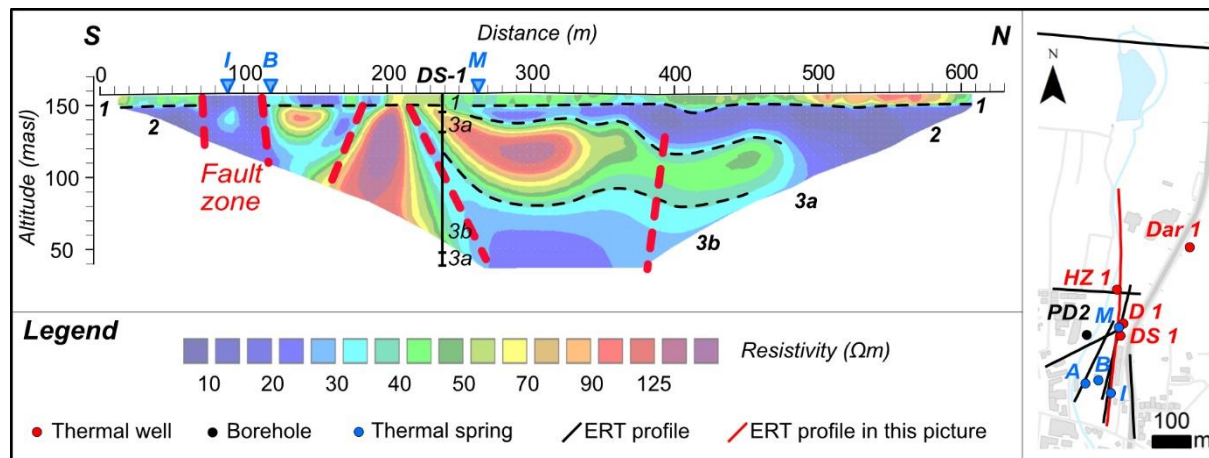 S
Distance (m)
N
I
B
DS-1
M
0
100
200
300
400
500
600
Altitude (masl)
150
100
50
1
2
Fault
zone
1
3a
3b
3a
1
2
3a
3b
N
Dar 1
HZ 1
PD2
M
D 1
DS 1
A
B
I
100
m
Legend
Resistivity (Ωm)
10
20
30
40
50
70
90
125
Thermal well
Borehole
Thermal spring
ERT profile
ERT profile in this picture